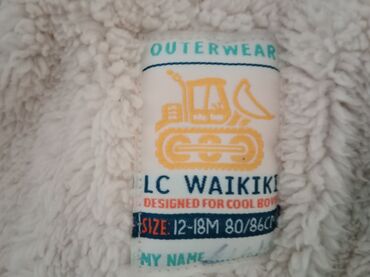 OUTERWEAR
LC WAIKIKI
DESIGNED FOR COOL BOYS
SIZE: 12-18M 80/86CM
MY NAME